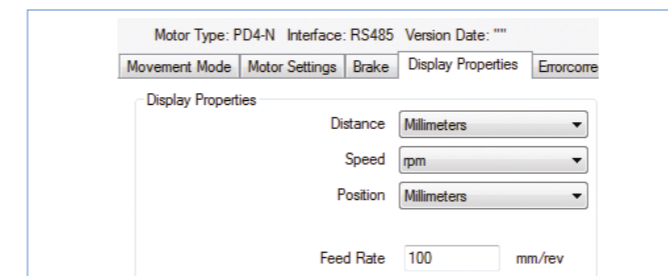 Motor Type: PD4-N Interface: RS485 Version Date: ""
Movement Mode Motor Settings Brake Display Properties Errorcorre
Display Properties
Distance Millimeters
Speed rpm
Position Millimeters
Feed Rate 100 mm/rev